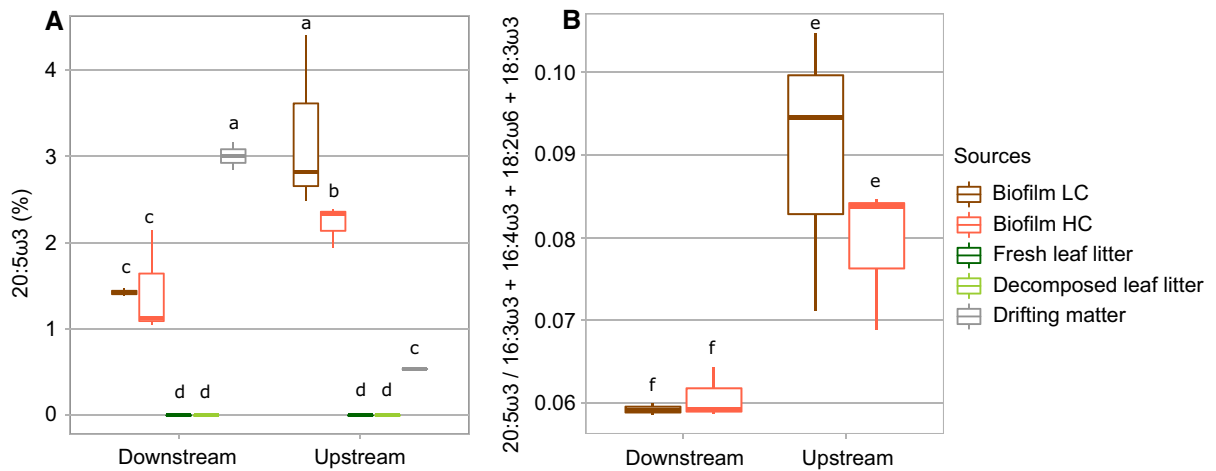 A
20:5ω3 (%)
4
3
2
1
0
a
a
b
c
c
c
d
d
d
d
Downstream
Upstream
B
20:5ω3 / 16:3ω3 + 16:4ω3 + 18:2ω6 + 18:3ω3
0.10
0.09
0.08
0.07
0.06
e
e
f
f
Downstream
Upstream
Sources
Biofilm LC
Biofilm HC
Fresh leaf litter
Decomposed leaf litter
Drifting matter